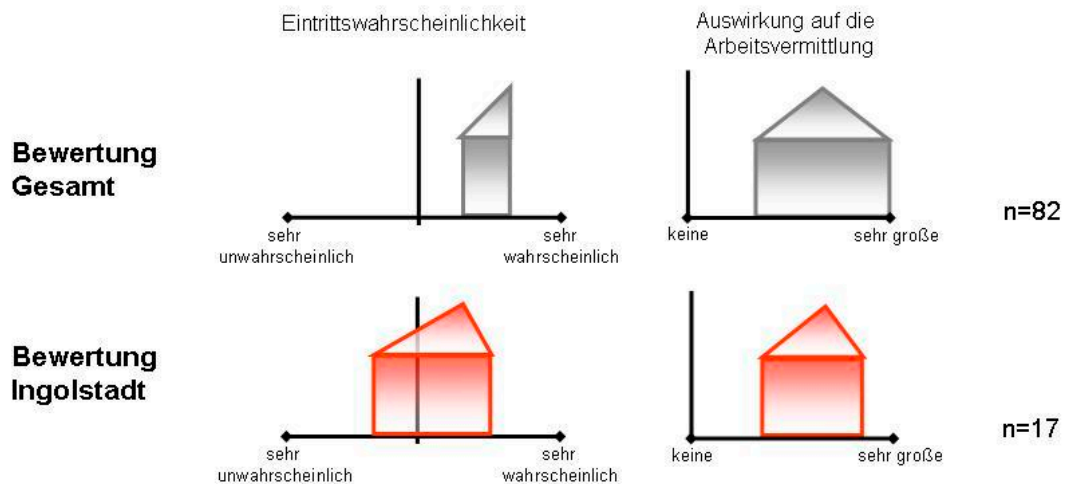 Eintrittswahrscheinlichkeit
Auswirkung auf die
Arbeitsvermittlung
Bewertung
Gesamt
n=82
sehr
unwahrscheinlich
sehr
wahrscheinlich
keine
sehr große
Bewertung
Ingolstadt
n=17
sehr
unwahrscheinlich
sehr
wahrscheinlich
keine
sehr große